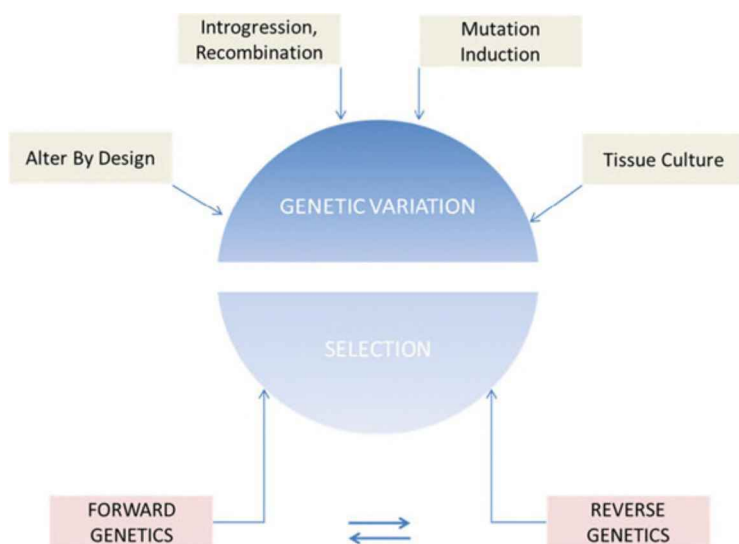 Introgression,
Recombination
Mutation
Induction
Alter By Design
Tissue Culture
GENETIC VARIATION
SELECTION
FORWARD
GENETICS
REVERSE
GENETICS